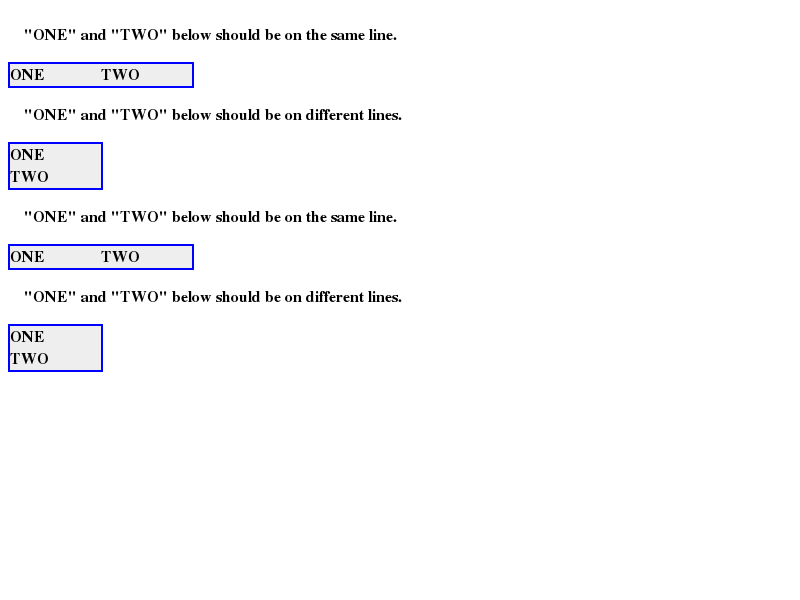 "ONE" and "TWO" below should be on the same line.
ONE TWO
"ONE" and "TWO" below should be on different lines.
ONE
TWO
"ONE" and "TWO" below should be on the same line.
ONE TWO
"ONE" and "TWO" below should be on different lines.
ONE
TWO